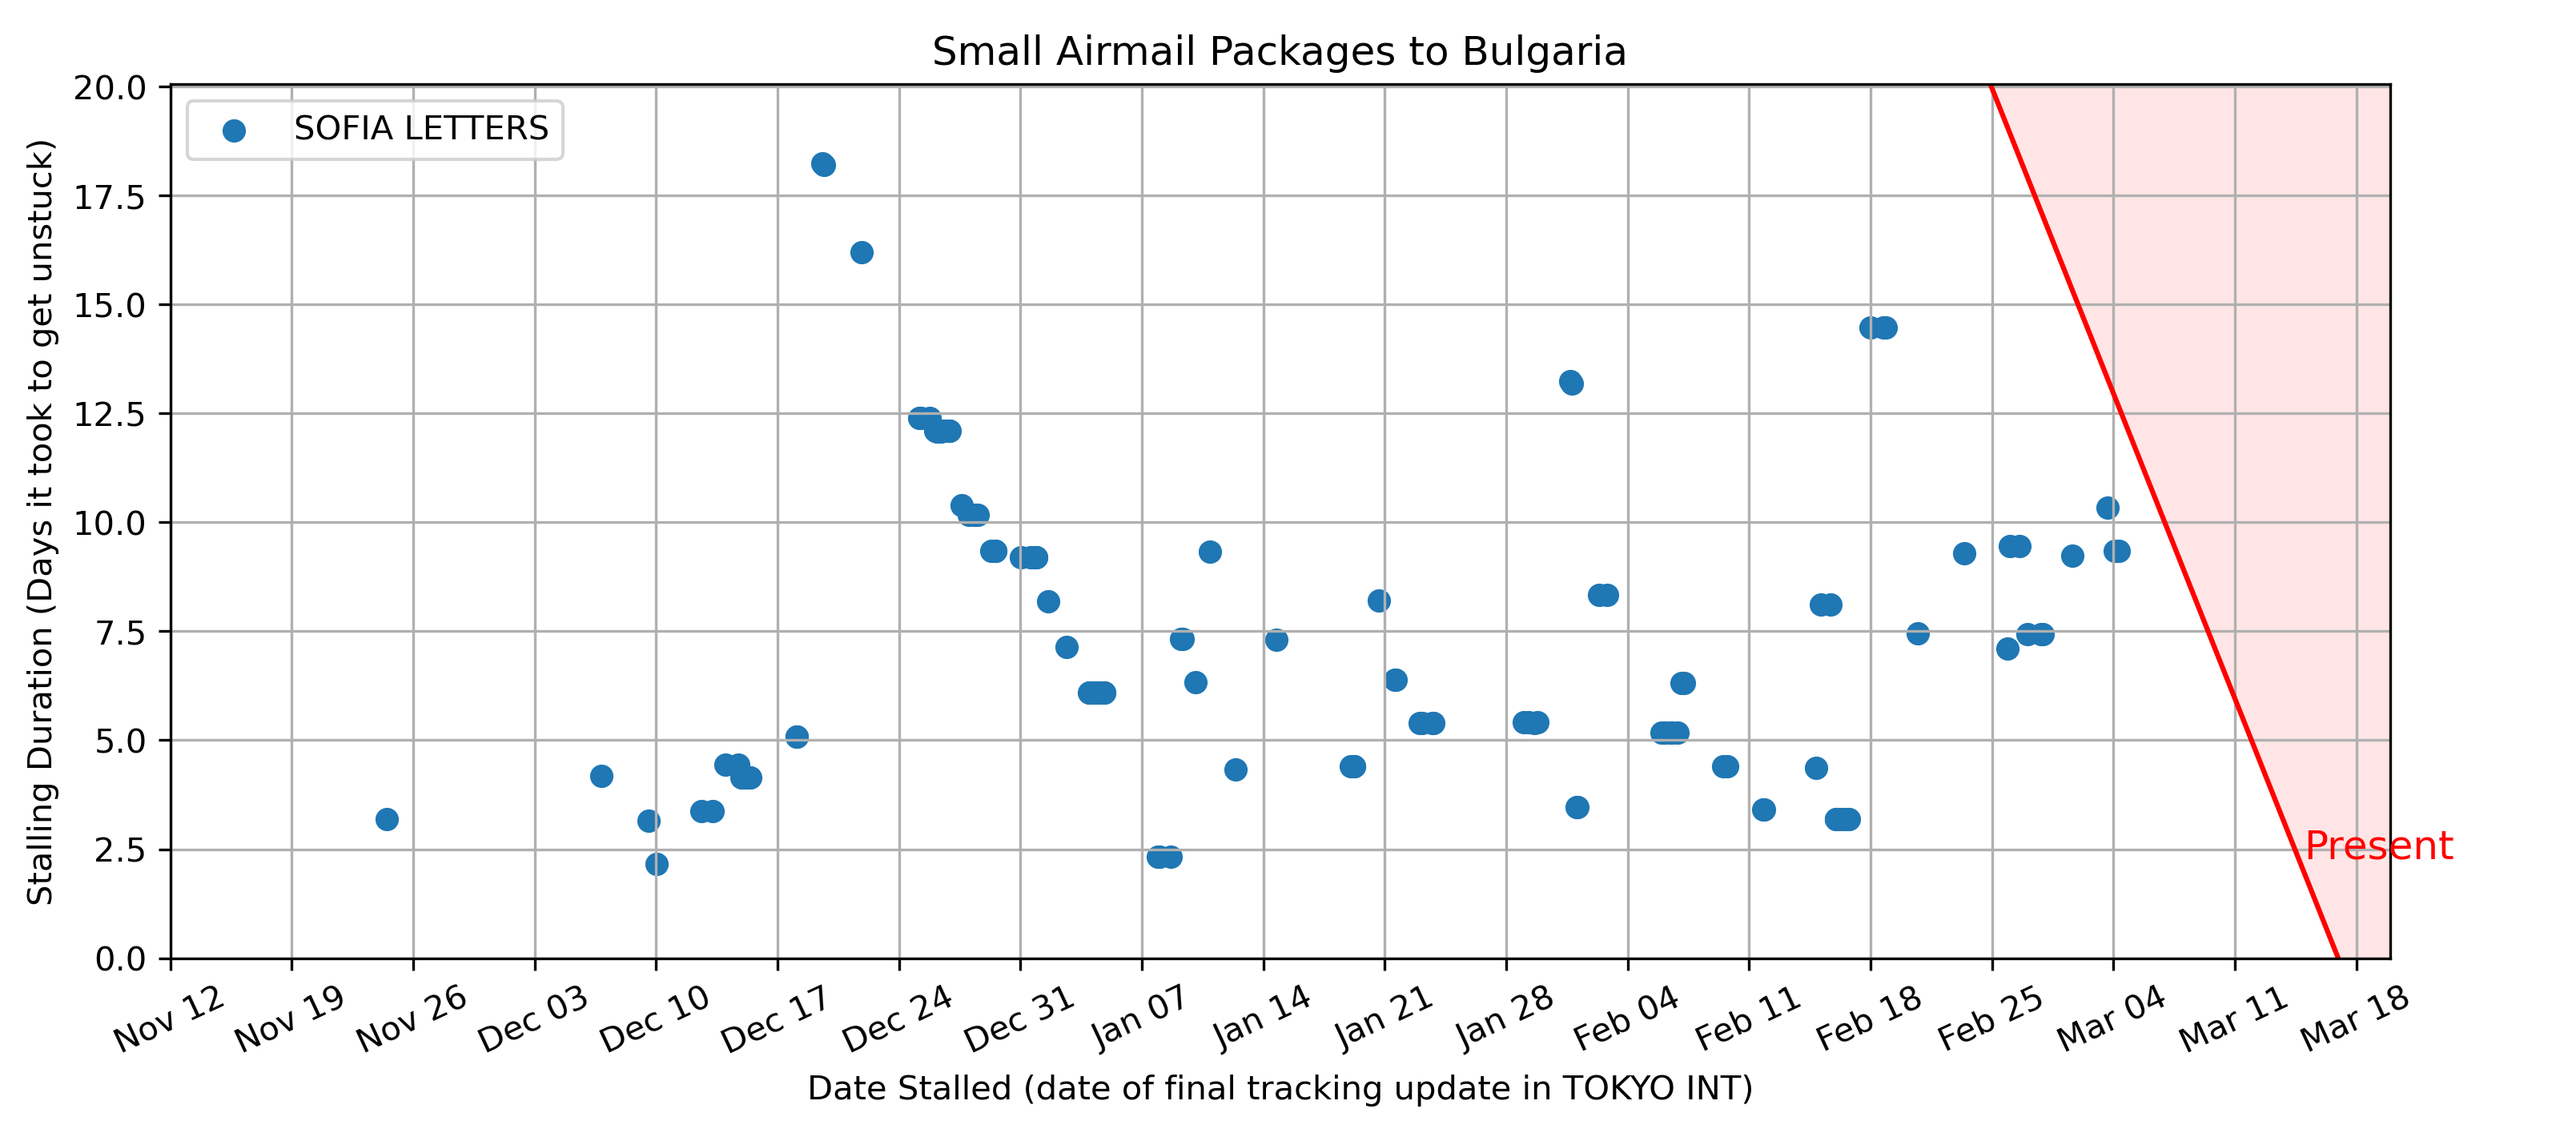 Small Airmail Packages to Bulgaria
SOFIA LETTERS
Stalling Duration (Days it took to get unstuck)
20.0
17.5
15.0
12.5
10.0
7.5
5.0
2.5
0.0
Present
Nov 12
Nov 19
Nov 26
Dec 03
Dec 10
Dec 17
Dec 24
Dec 31
Jan 07
Jan 14
Jan 21
Jan 28
Feb 04
Feb 11
Feb 18
Feb 25
Mar 04
Mar 11
Mar 18
Date Stalled (date of final tracking update in TOKYO INT)